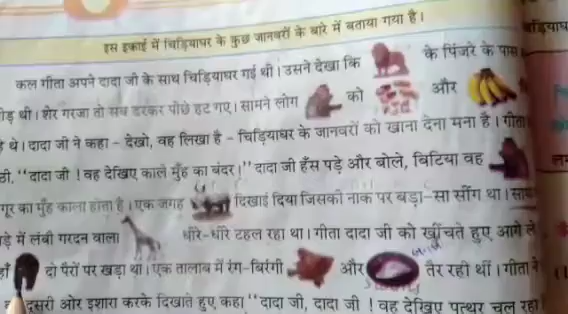 इस इकाई में चिड़ियाघर के कुछ जानवरों के बारे में बताया गया है।
कल गीता अपने दादा जी के साथ चिड़ियाघर गई थी। उसने देखा कि के पिंजरे के पास
थी। शेर गरजा तो सब डरकर पीछे हट गए। सामने लोग को और
थे। दादा जी ने कहा - देखो, वह लिखा है - चिड़ियाघर के जानवरों को खाना देना मना है। गीता
ठी, "दादा जी ! वह देखिए काले मुँह का बंदर।" दादा जी हँस पड़े और बोले, बिटिया वह
गूर का मुँह काला होता है। एक जगह दिखाई दिया जिसकी नाक पर बड़ा-सा सींग था। साथ
ड़े में लंबी गरदन वाला धीरे-धीरे टहल रहा था। गीता दादा जी को खींचते हुए आगे ले
दो पैरों पर खड़ा था। एक तालाब में रंग-बिरंगी और तैर रही थीं। गीता ने
दूसरी ओर इशारा करके दिखाते हुए कहा "दादा जी, दादा जी ! वह देखिए पत्थर चल रहा